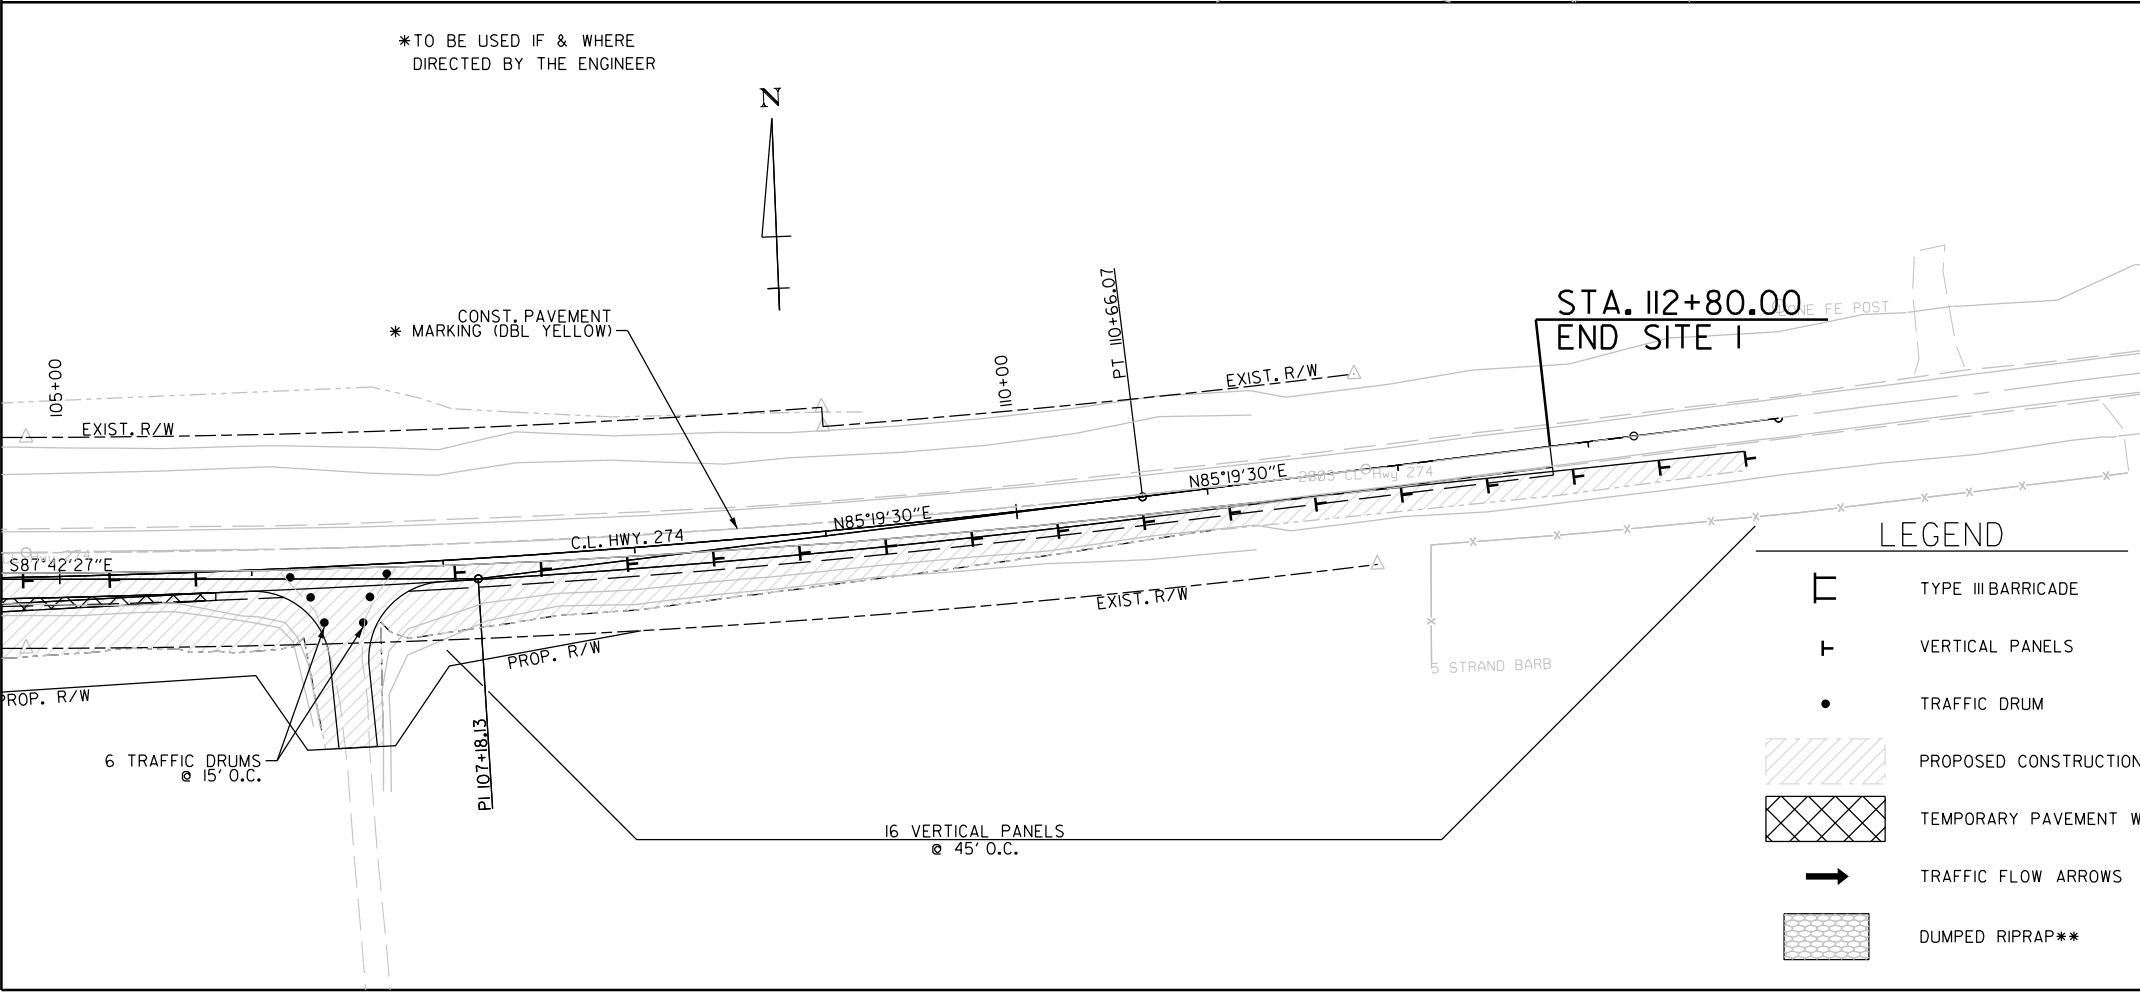 *TO BE USED IF & WHERE
DIRECTED BY THE ENGINEER
N
CONST. PAVEMENT
* MARKING (DBL YELLOW)
105+00
110+00
PT 110+66.07
STA. 112+80.00
END SITE 1
FE POST
EXIST. R/W
EXIST. R/W
N85°19'30"E
N85°19'30"E
2003 CL Hwy 274
C.L. HWY. 274
S87°42'27"E
EXIST. R/W
PROP. R/W
PROP. R/W
5 STRAND BARB
PI 107+18.13
6 TRAFFIC DRUMS
@ 15' O.C.
16 VERTICAL PANELS
@ 45' O.C.
LEGEND
TYPE III BARRICADE
VERTICAL PANELS
TRAFFIC DRUM
PROPOSED CONSTRUCTION
TEMPORARY PAVEMENT W
TRAFFIC FLOW ARROWS
DUMPED RIPRAP**